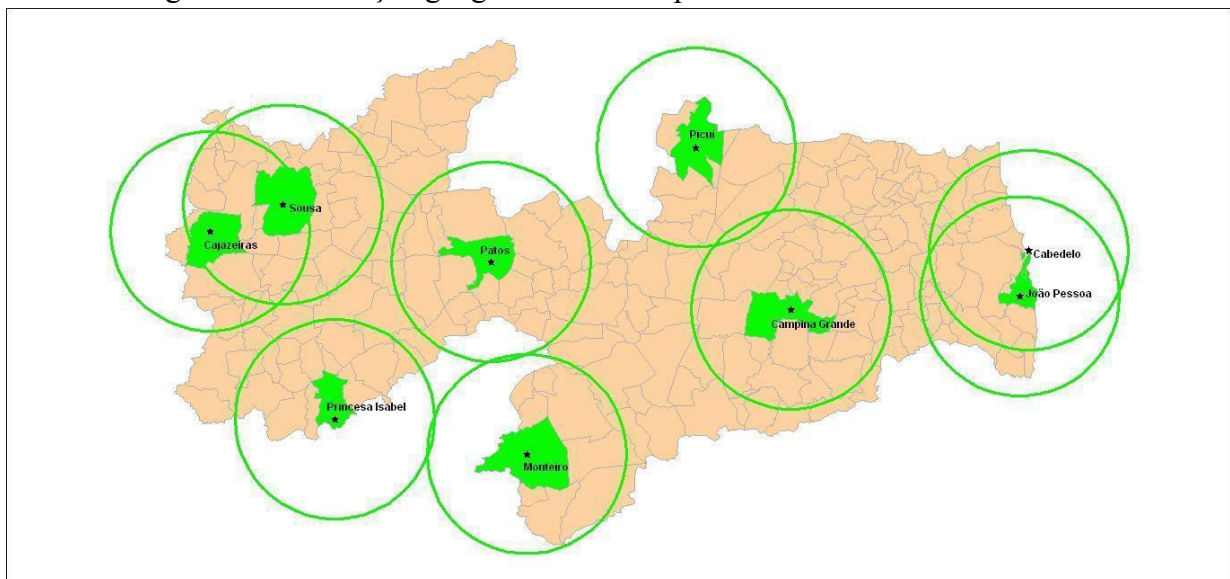 Picuí
Sousa
Cajazeiras
Patos
Cabedelo
João Pessoa
Campina Grande
Princesa Isabel
Monteiro